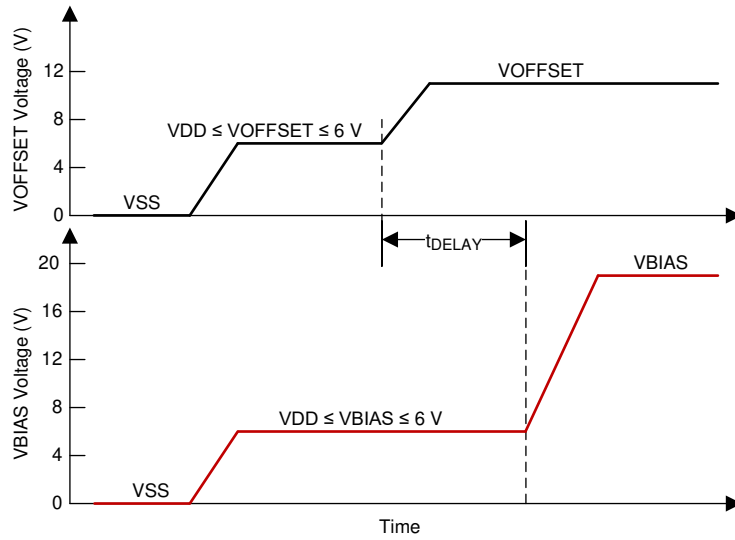 VOFFSET Voltage (V)
12
8
4
0
VOFFSET
VDD ≤ VOFFSET ≤ 6 V
VSS
tDELAY
VBIAS Voltage (V)
20
16
12
8
4
0
VBIAS
VDD ≤ VBIAS ≤ 6 V
VSS
Time